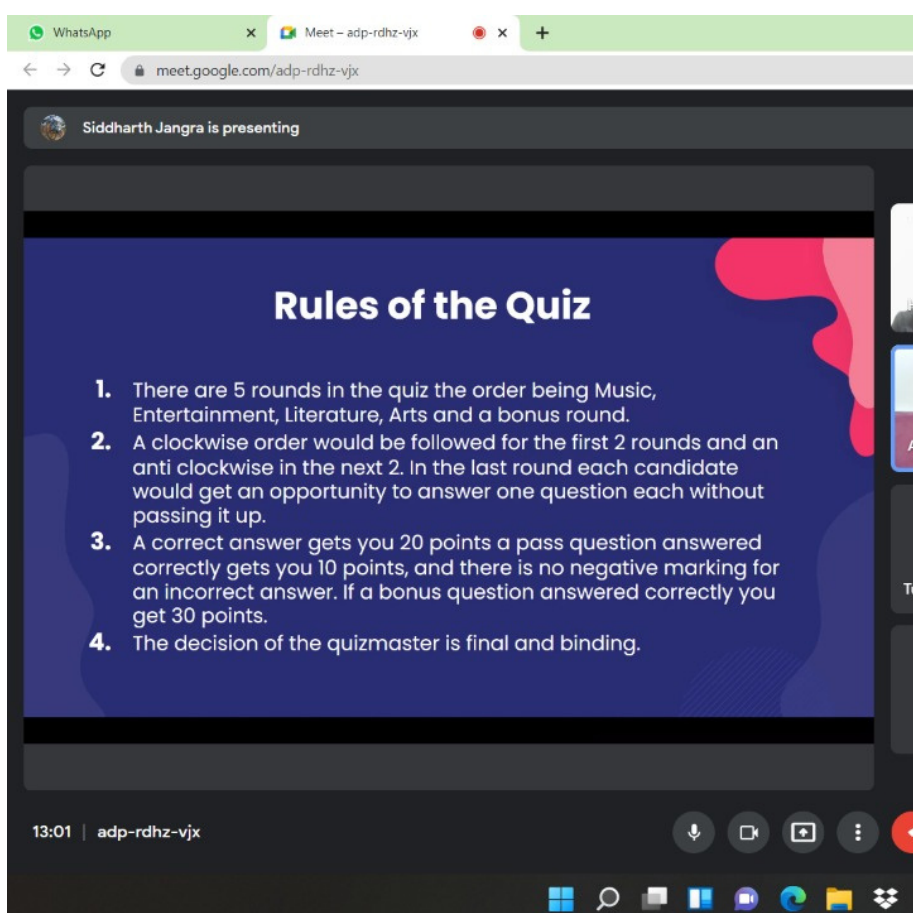 WhatsApp
Meet – adp-rdhz-vjx
meet.google.com/adp-rdhz-vjx
Siddharth Jangra is presenting
Rules of the Quiz
1. There are 5 rounds in the quiz the order being Music,
Entertainment, Literature, Arts and a bonus round.
2. A clockwise order would be followed for the first 2 rounds and an
anti clockwise in the next 2. In the last round each candidate
would get an opportunity to answer one question each without
passing it up.
3. A correct answer gets you 20 points a pass question answered
correctly gets you 10 points, and there is no negative marking for
an incorrect answer. If a bonus question answered correctly you
get 30 points.
4. The decision of the quizmaster is final and binding.
13:01 | adp-rdhz-vjx